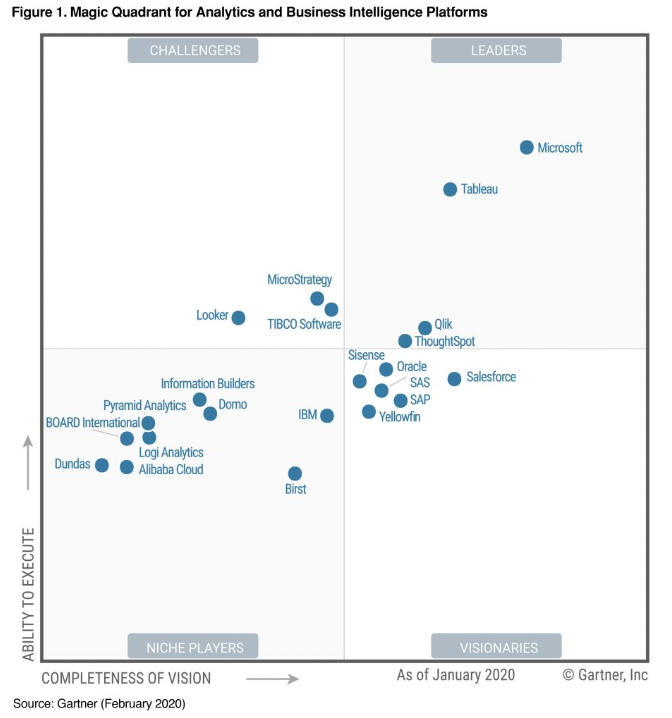 Figure 1. Magic Quadrant for Analytics and Business Intelligence Platforms
CHALLENGERS
LEADERS
Microsoft
Tableau
MicroStrategy
Looker
TIBCO Software
Qlik
ThoughtSpot
Sisense
Oracle
Salesforce
SAS
SAP
Yellowfin
Information Builders
Domo
Pyramid Analytics
IBM
BOARD International
Logi Analytics
Dundas
Alibaba Cloud
Birst
ABILITY TO EXECUTE
NICHE PLAYERS
VISIONARIES
COMPLETENESS OF VISION
As of January 2020
© Gartner, Inc
Source: Gartner (February 2020)